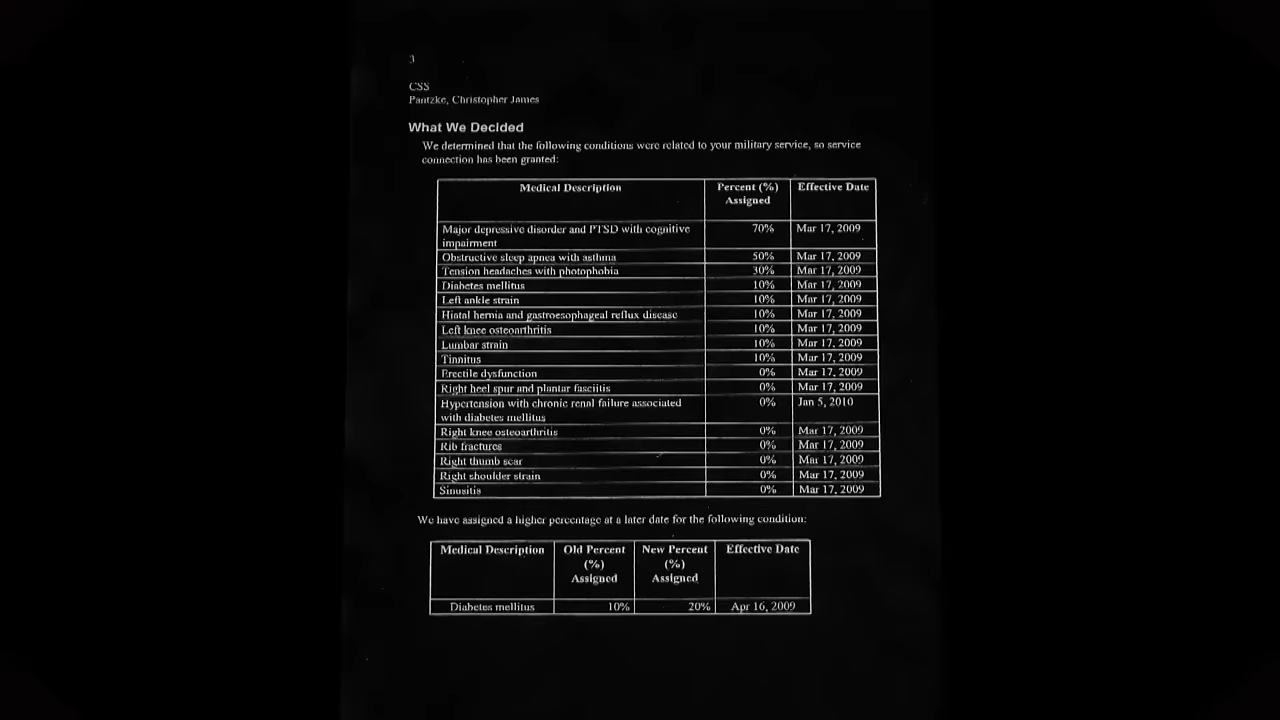 3
CSS
Pantzke, Christopher James
What We Decided
We determined that the following conditions were related to your military service, so service
connection has been granted:
Medical Description Percent (%) Effective Date
Assigned
Major depressive disorder and PTSD with cognitive 70% Mar 17, 2009
impairment
Obstructive sleep apnea with asthma 50% Mar 17, 2009
Tension headaches with photophobia 30% Mar 17, 2009
Diabetes mellitus 10% Mar 17, 2009
Left ankle strain 10% Mar 17, 2009
Hiatal hernia and gastroesophageal reflux disease 10% Mar 17, 2009
Left knee osteoarthritis 10% Mar 17, 2009
Lumbar strain 10% Mar 17, 2009
Tinnitus 10% Mar 17, 2009
Erectile dysfunction 0% Mar 17, 2009
Right heel spur and plantar fasciitis 0% Mar 17, 2009
Hypertension with chronic renal failure associated 0% Jan 5, 2010
with diabetes mellitus
Right knee osteoarthritis 0% Mar 17, 2009
Rib fractures 0% Mar 17, 2009
Right thumb scar 0% Mar 17, 2009
Right shoulder strain 0% Mar 17, 2009
Sinusitis 0% Mar 17, 2009
We have assigned a higher percentage at a later date for the following condition:
Medical Description Old Percent New Percent Effective Date
(%) (%)
Assigned Assigned
Diabetes mellitus 10% 20% Apr 16, 2009